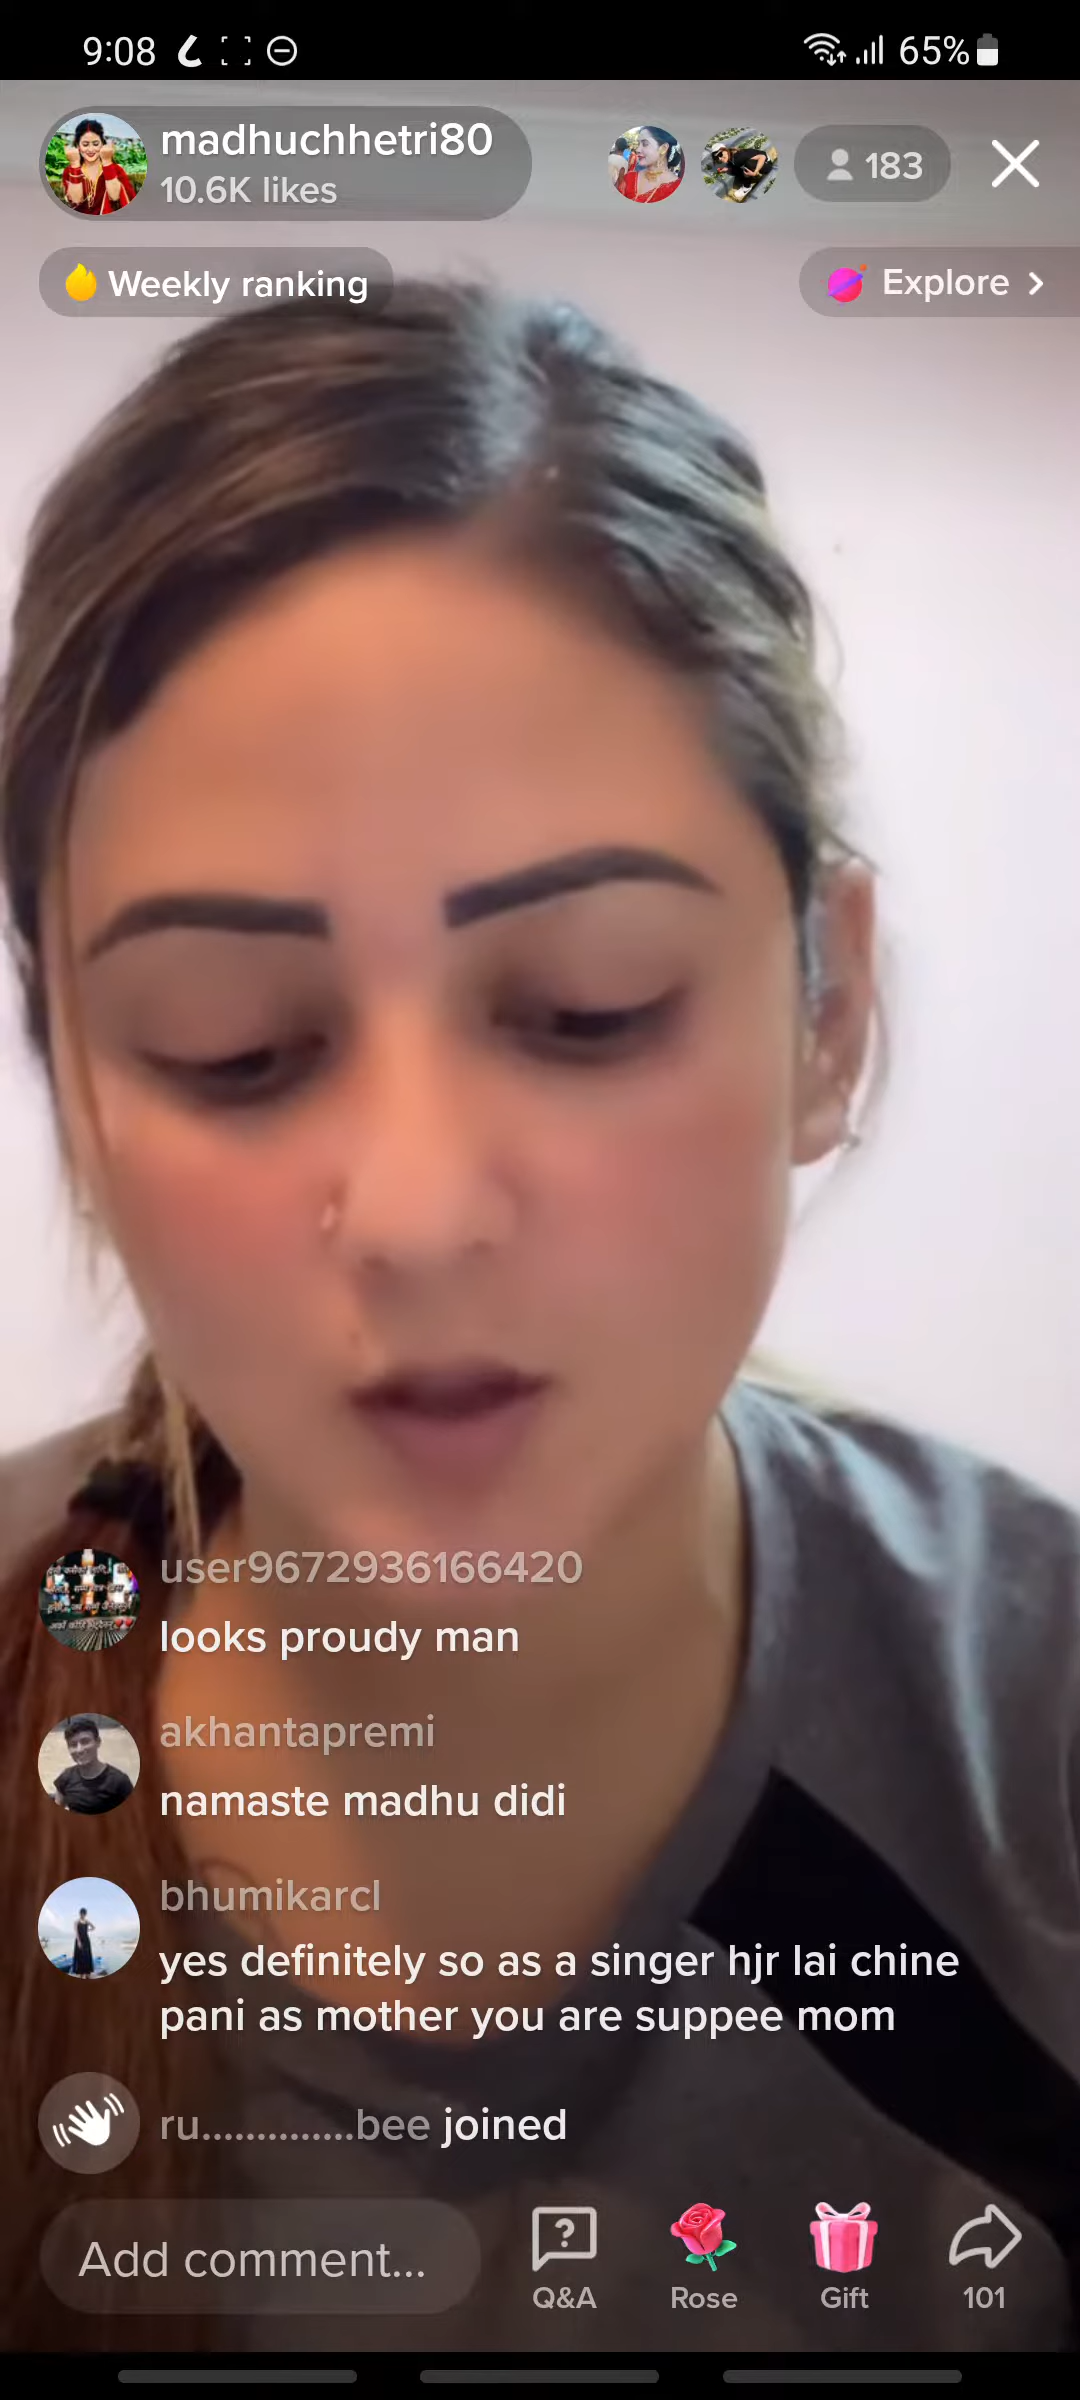 9:08
65%
madhuchhetri80
10.6K likes
183
Weekly ranking
Explore
user9672936166420
looks proudy man
akhantapremi
namaste madhu didi
bhumikarcl
yes definitely so as a singer hjr lai chine
pani as mother you are suppee mom
ru..............bee joined
Add comment...
Q&A
Rose
Gift
101